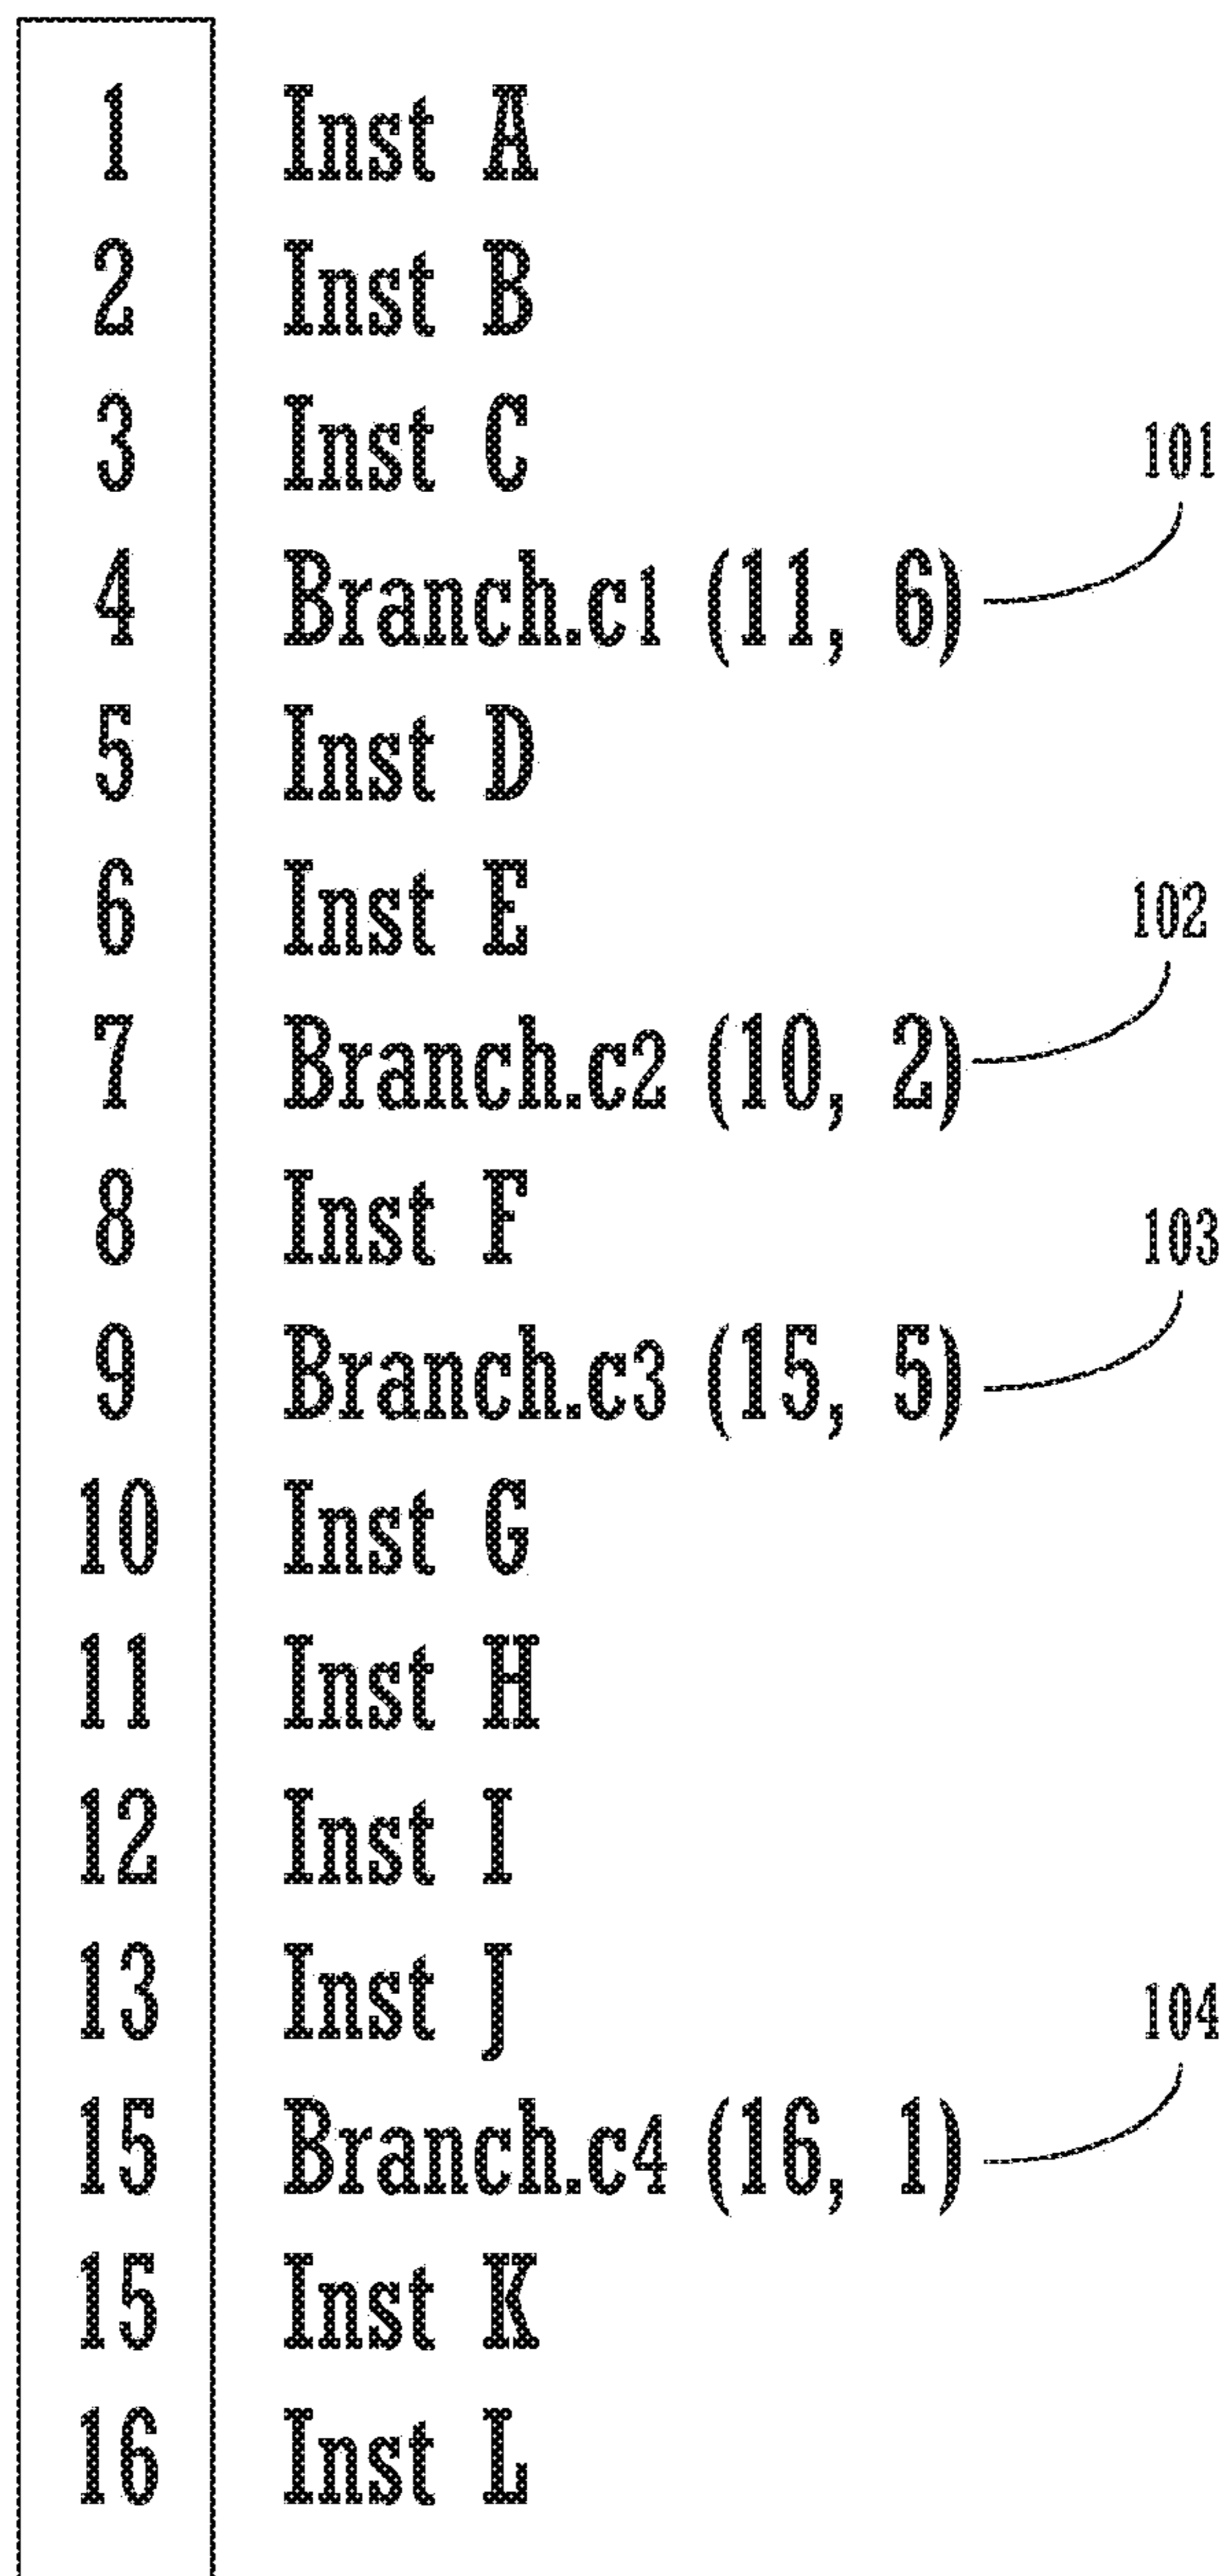 1 Inst A
2 Inst B
3 Inst C
101
4 Branch.c1 (11, 6)
5 Inst D
6 Inst E
102
7 Branch.c2 (10, 2)
8 Inst F
103
9 Branch.c3 (15, 5)
10 Inst G
11 Inst H
12 Inst I
13 Inst J
104
15 Branch.c4 (16, 1)
15 Inst K
16 Inst L